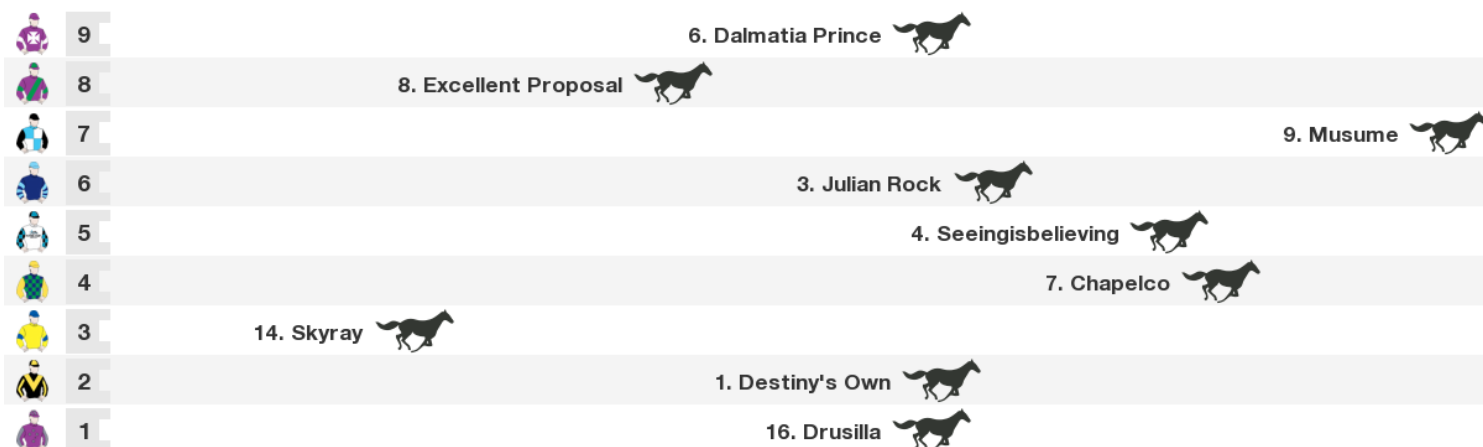 9 6. Dalmatia Prince
8 8. Excellent Proposal
7 9. Musume
6 3. Julian Rock
5 4. Seeingisbelieving
4 7. Chapelco
3 14. Skyray
2 1. Destiny's Own
1 16. Drusilla